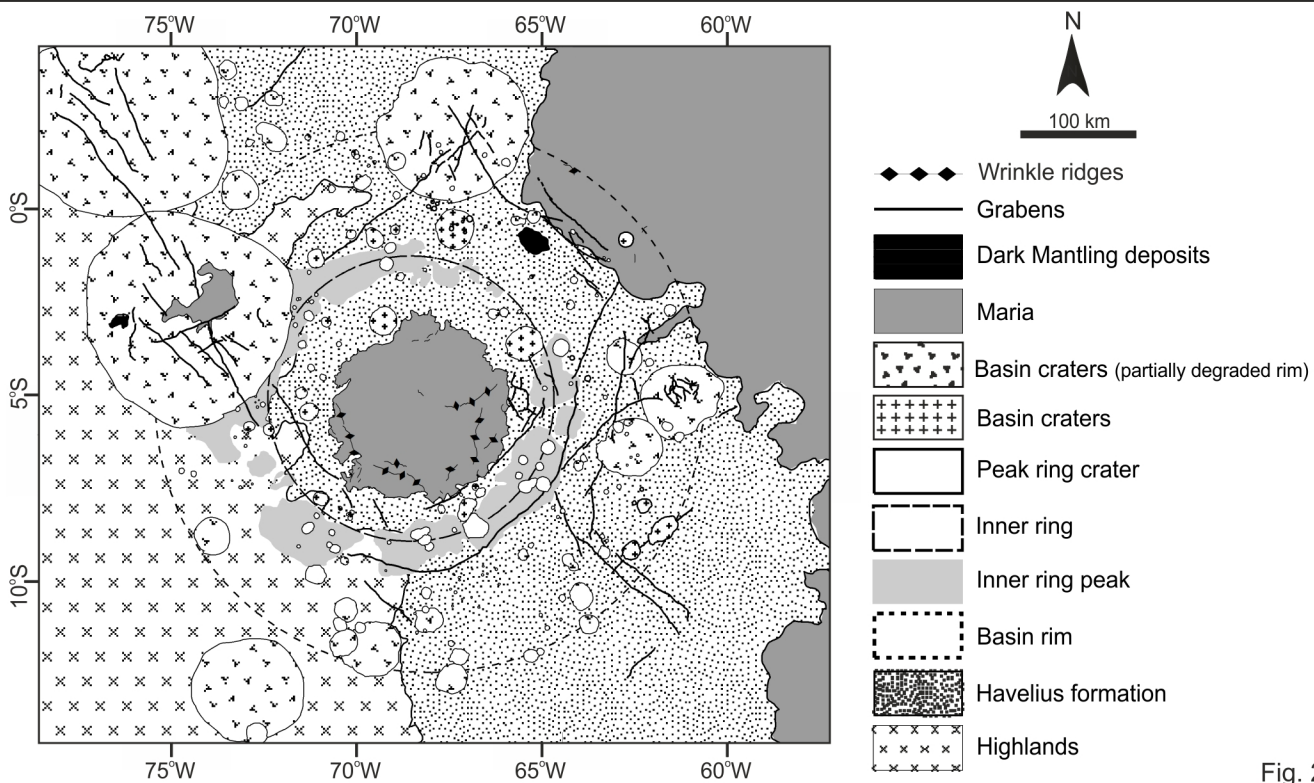 75°W 70°W 65°W 60°W
N
100 km
0°S
5°S
10°S
75°W 70°W 65°W 60°W
Wrinkle ridges
Grabens
Dark Mantling deposits
Maria
Basin craters (partially degraded rim)
Basin craters
Peak ring crater
Inner ring
Inner ring peak
Basin rim
Havelius formation
Highlands
Fig.